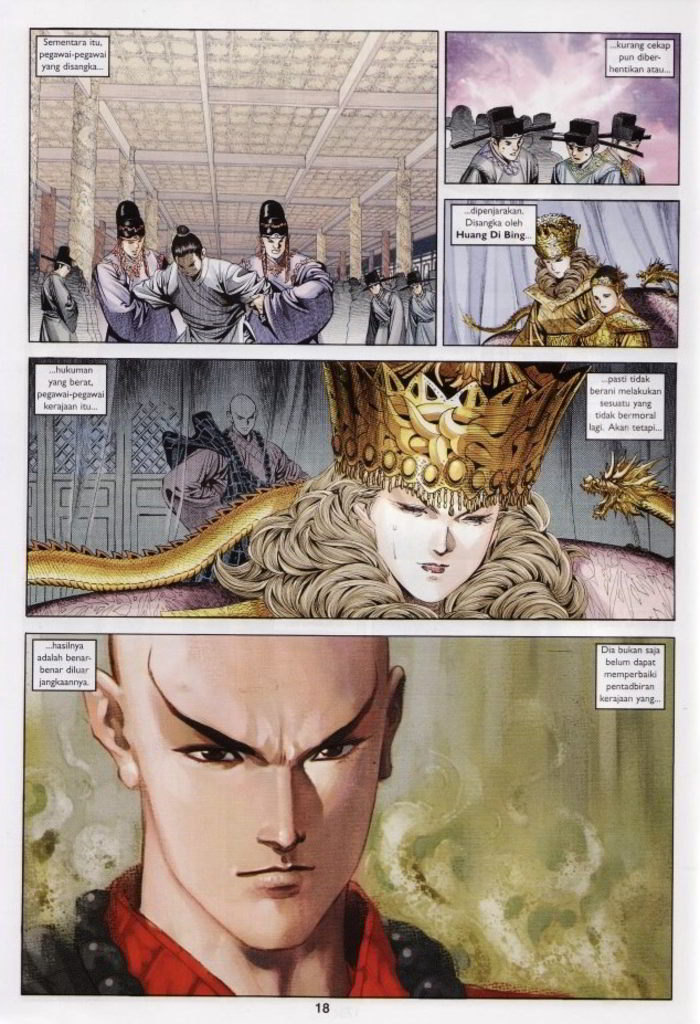 Sementara itu,
pegawai-pegawai
yang disangka...
...kurang cekap
pun diber-
hentikan atau...
...dipenjarakan.
Disangka oleh
Huang Di Bing...
...hukuman
yang berat,
pegawai-pegawai
kerajaan itu...
...pasti tidak
berani melakukan
sesuatu yang
tidak bermoral
lagi. Akan tetapi...
...hasilnya
adalah benar-
benar diluar
jangkaannya.
Dia bukan saja
belum dapat
memperbaiki
pentadbiran
kerajaan yang...
18